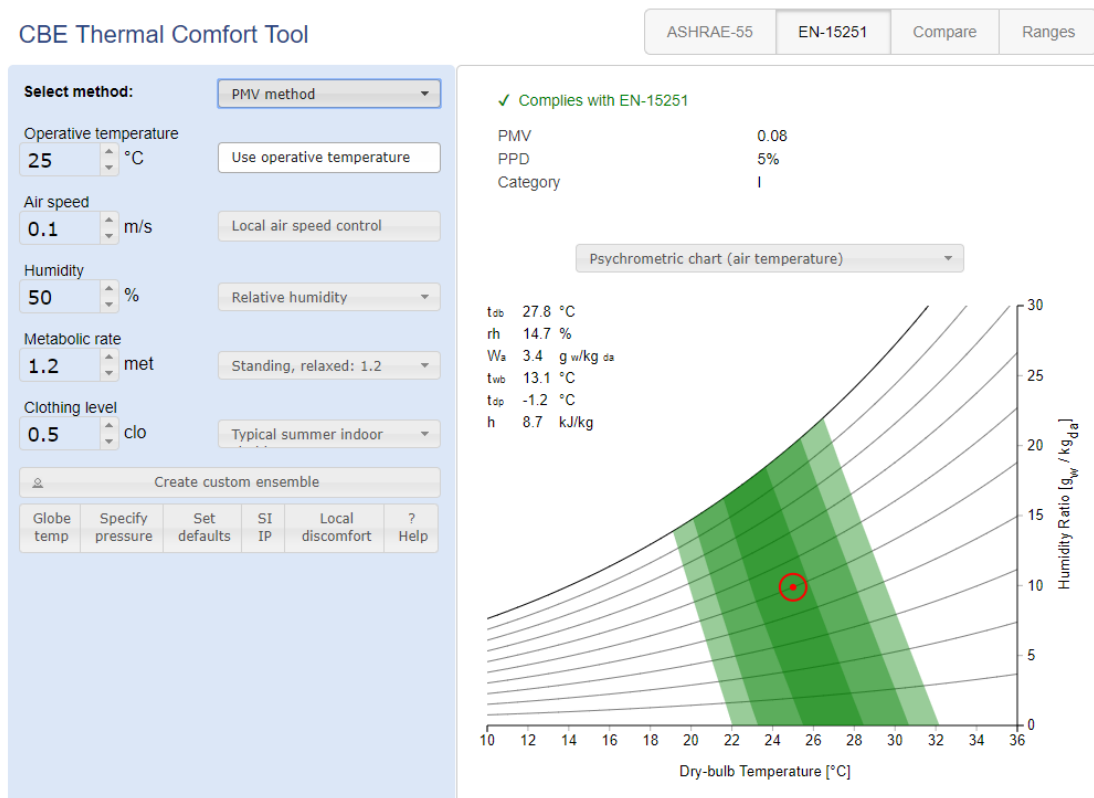 CBE Thermal Comfort Tool
ASHRAE-55 EN-15251 Compare Ranges
Select method: PMV method
Operative temperature
25 °C Use operative temperature
Air speed
0.1 m/s Local air speed control
Humidity
50 % Relative humidity
Metabolic rate
1.2 met Standing, relaxed: 1.2
Clothing level
0.5 clo Typical summer indoor
Create custom ensemble
Globe temp
Specify pressure
Set defaults
SI IP
Local discomfort
? Help
✓ Complies with EN-15251
PMV 0.08
PPD 5%
Category I
Psychrometric chart (air temperature)
tdb 27.8 °C
rh 14.7 %
Wa 3.4 g w/kg da
twb 13.1 °C
tdp -1.2 °C
h 8.7 kJ/kg
30
25
20
15
10
5
0
Humidity Ratio [gw / kgda]
10 12 14 16 18 20 22 24 26 28 30 32 34 36
Dry-bulb Temperature [°C]